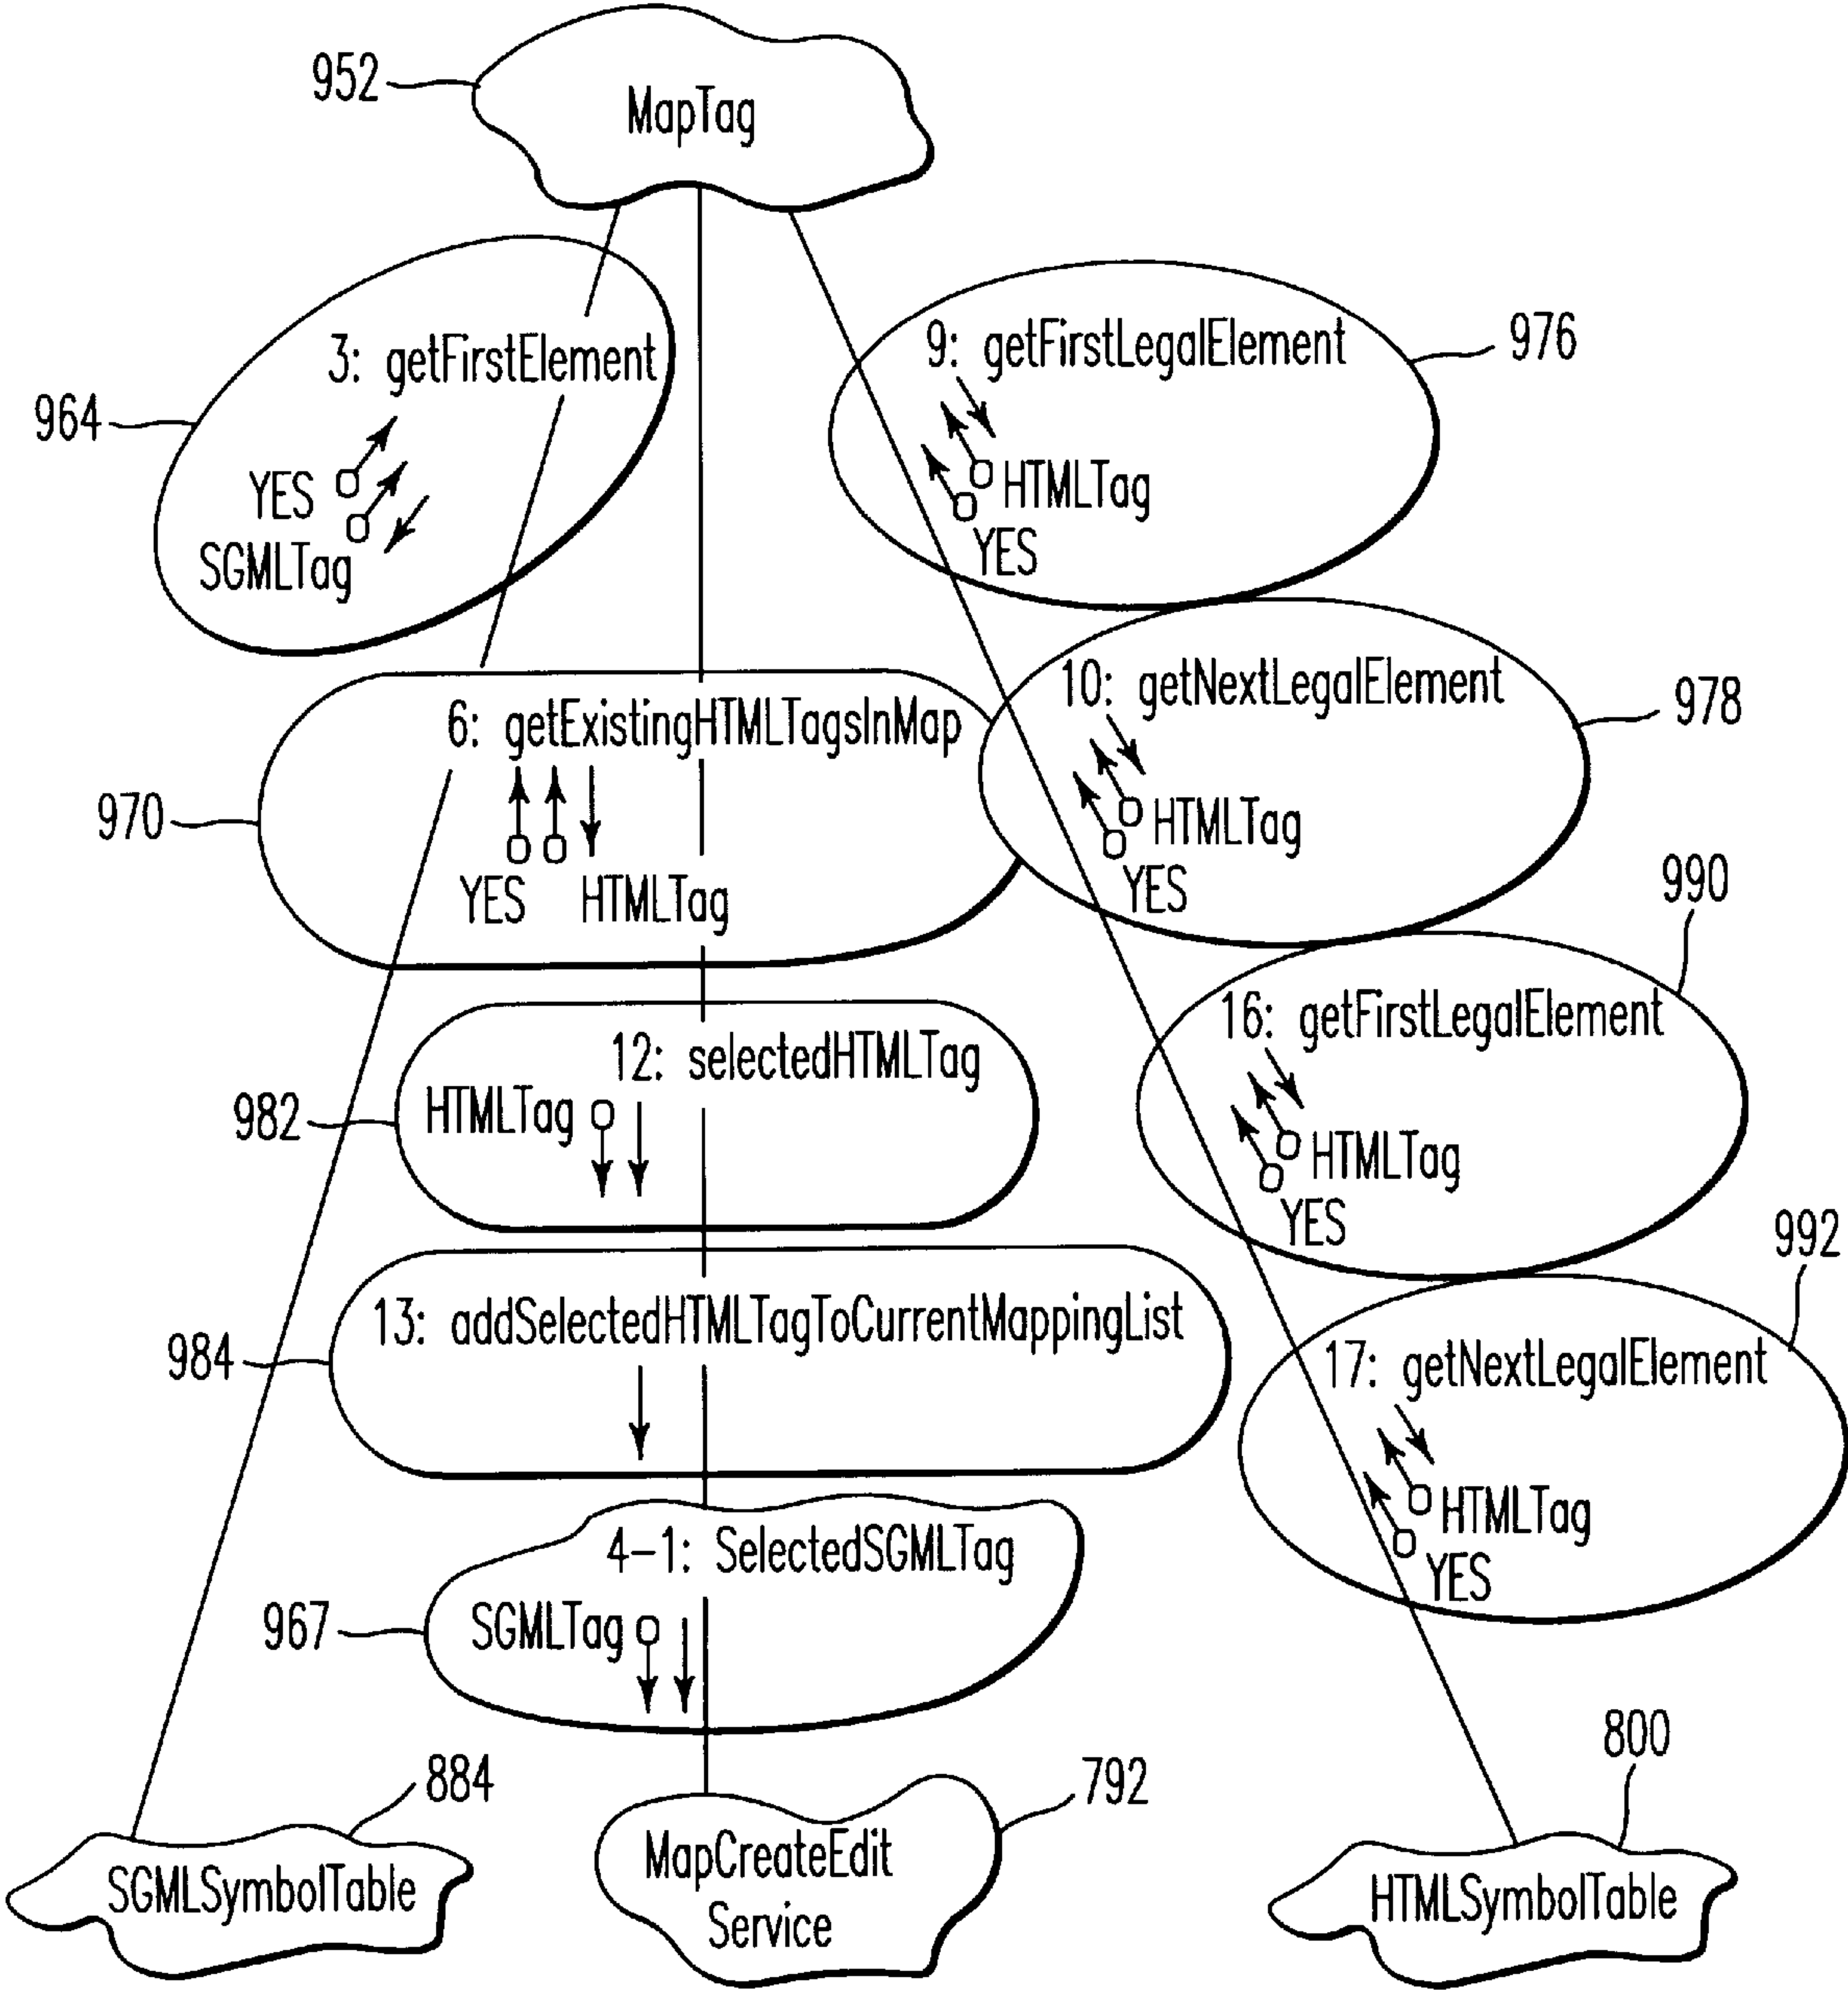 952
MapTag
964
3: getFirstElement
YES
SGMLTag
9: getFirstLegalElement
976
HTMLTag
YES
970
6: getExistingHTMLTagsInMap
YES HTMLTag
10: getNextLegalElement
978
HTMLTag
YES
982
12: selectedHTMLTag
HTMLTag
990
16: getFirstLegalElement
HTMLTag
YES
984
13: addSelectedHTMLTagToCurrentMappingList
992
17: getNextLegalElement
HTMLTag
YES
967
4-1: SelectedSGMLTag
SGMLTag
884
SGMLSymbolTable
792
MapCreateEdit
Service
800
HTMLSymbolTable